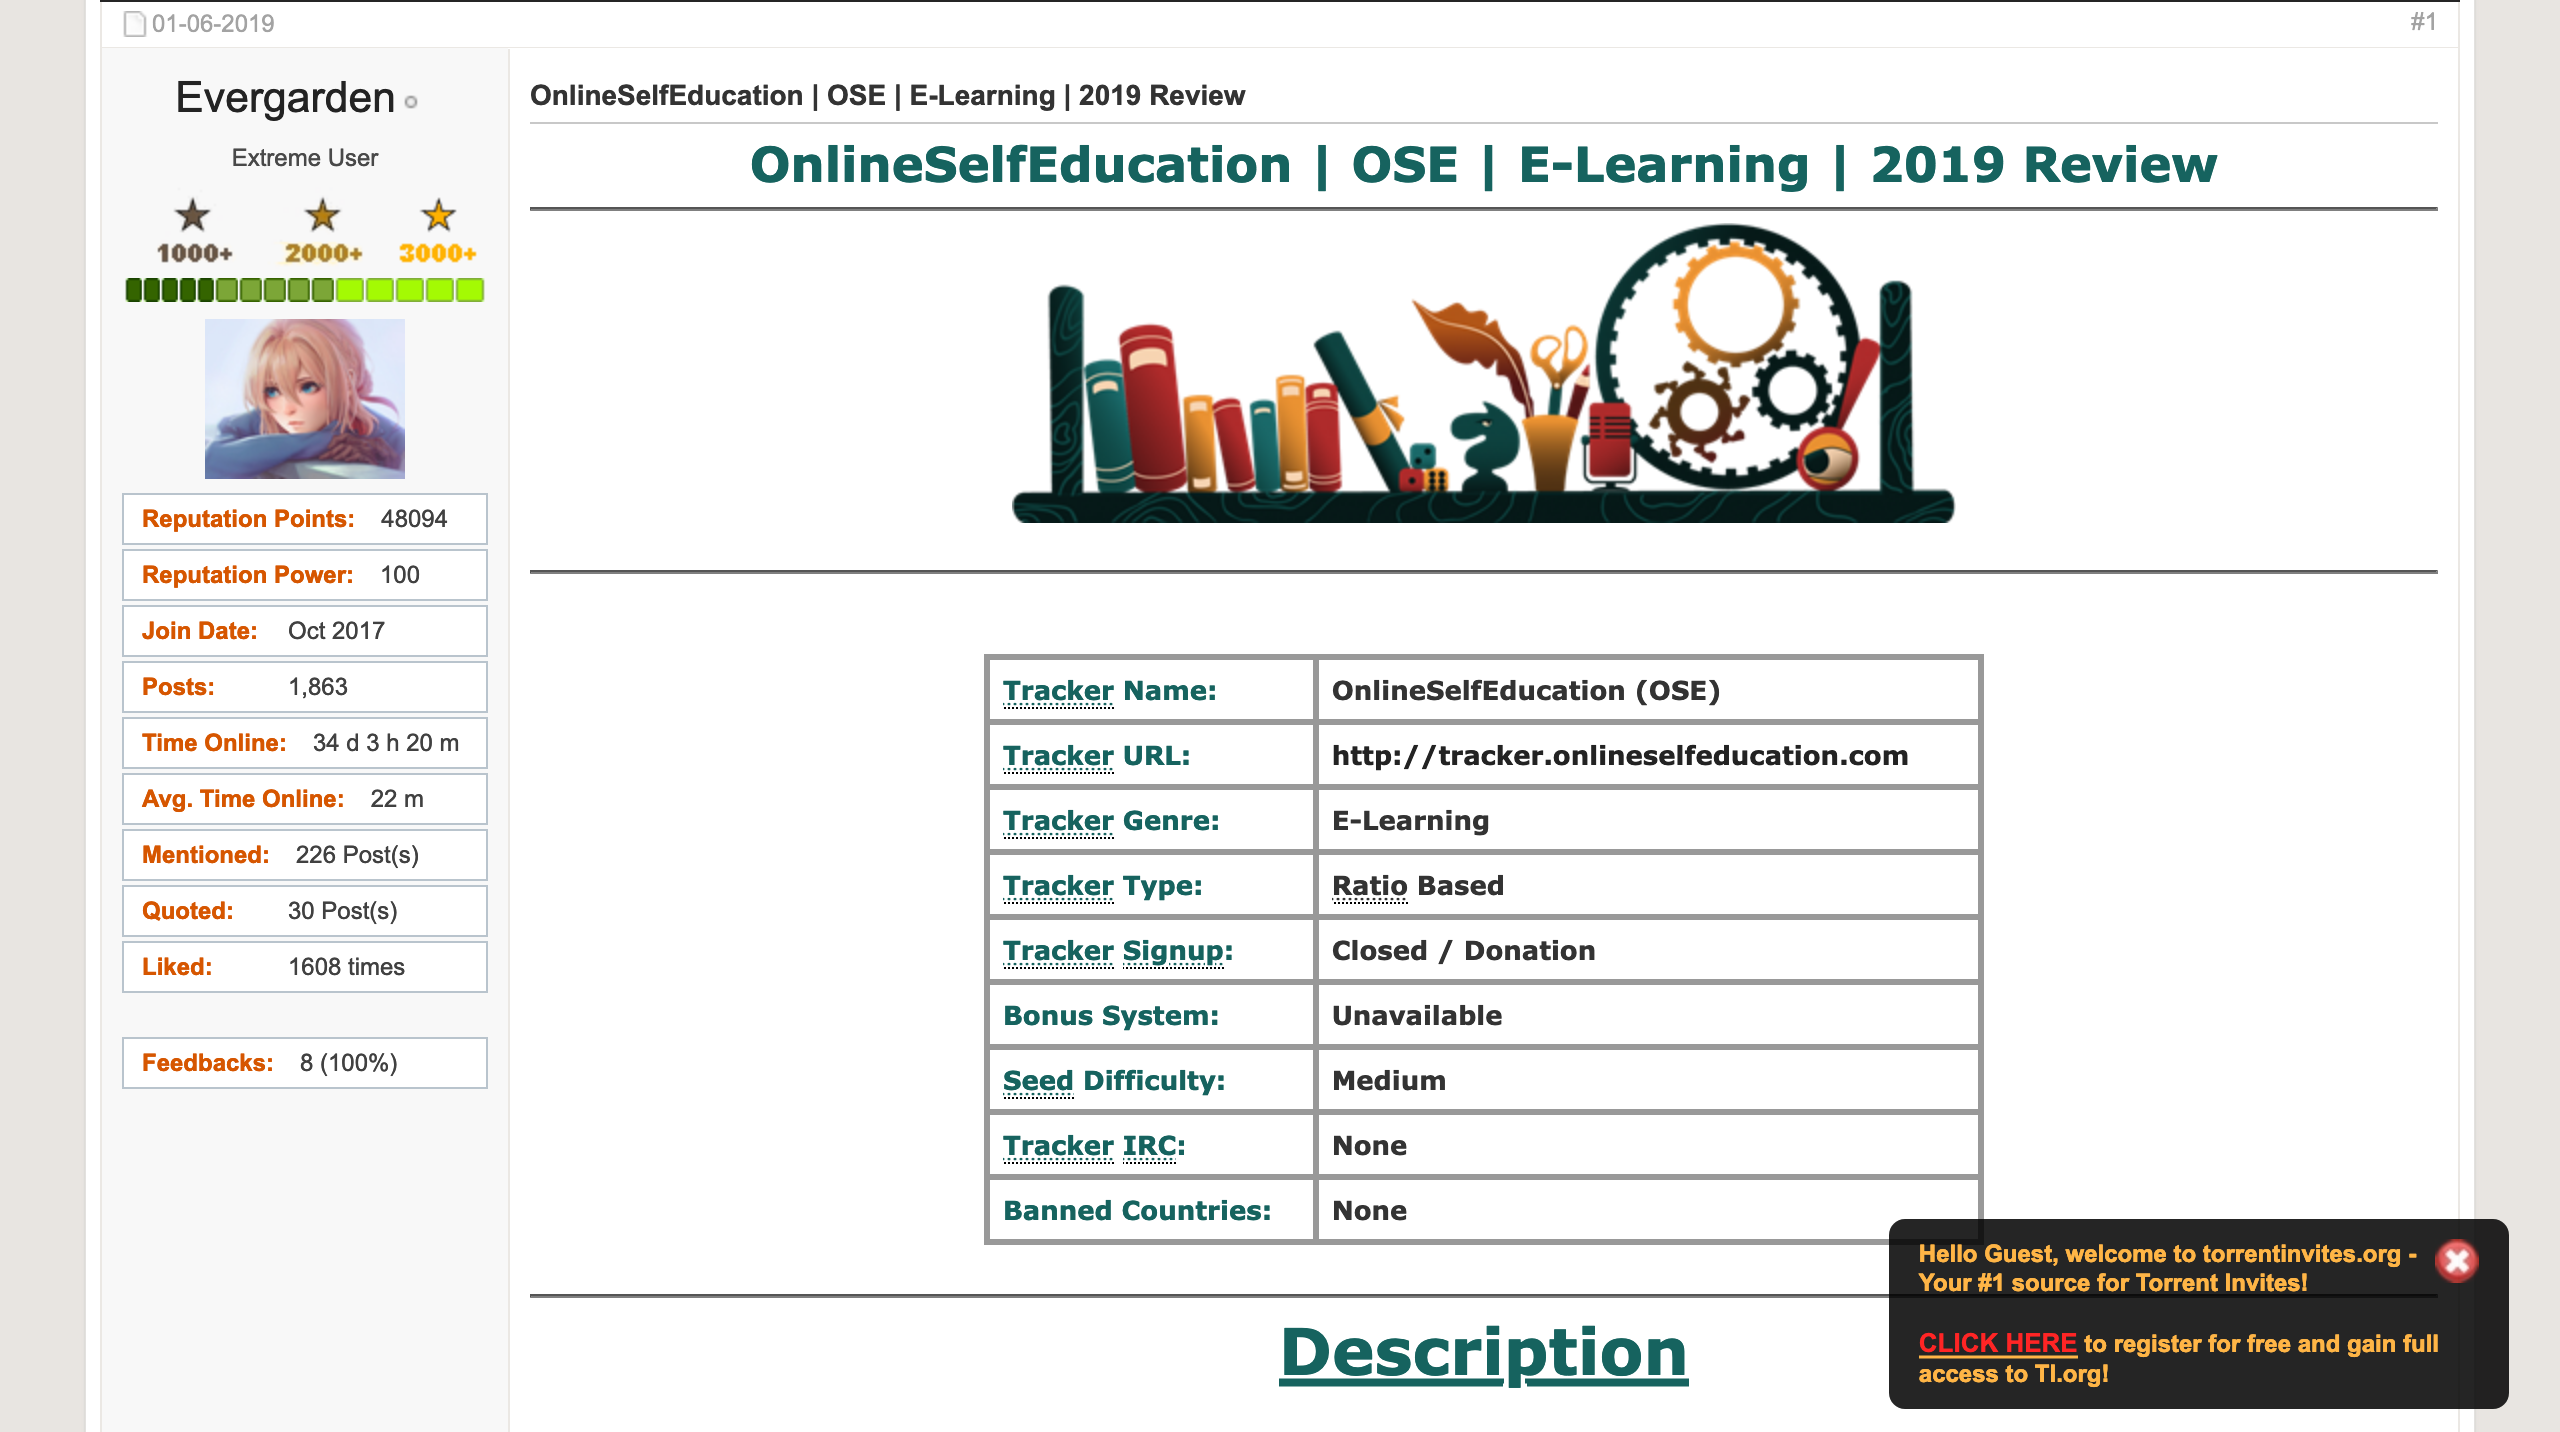 01-06-2019
#1
Evergarden
Extreme User
1000+ 2000+ 3000+
Reputation Points: 48094
Reputation Power: 100
Join Date: Oct 2017
Posts: 1,863
Time Online: 34 d 3 h 20 m
Avg. Time Online: 22 m
Mentioned: 226 Post(s)
Quoted: 30 Post(s)
Liked: 1608 times
Feedbacks: 8 (100%)
OnlineSelfEducation | OSE | E-Learning | 2019 Review
OnlineSelfEducation | OSE | E-Learning | 2019 Review
Tracker Name: OnlineSelfEducation (OSE)
Tracker URL: http://tracker.onlineselfeducation.com
Tracker Genre: E-Learning
Tracker Type: Ratio Based
Tracker Signup: Closed / Donation
Bonus System: Unavailable
Seed Difficulty: Medium
Tracker IRC: None
Banned Countries: None
Description
Hello Guest, welcome to torrentinvites.org -
Your #1 source for Torrent Invites!
CLICK HERE to register for free and gain full
access to TI.org!